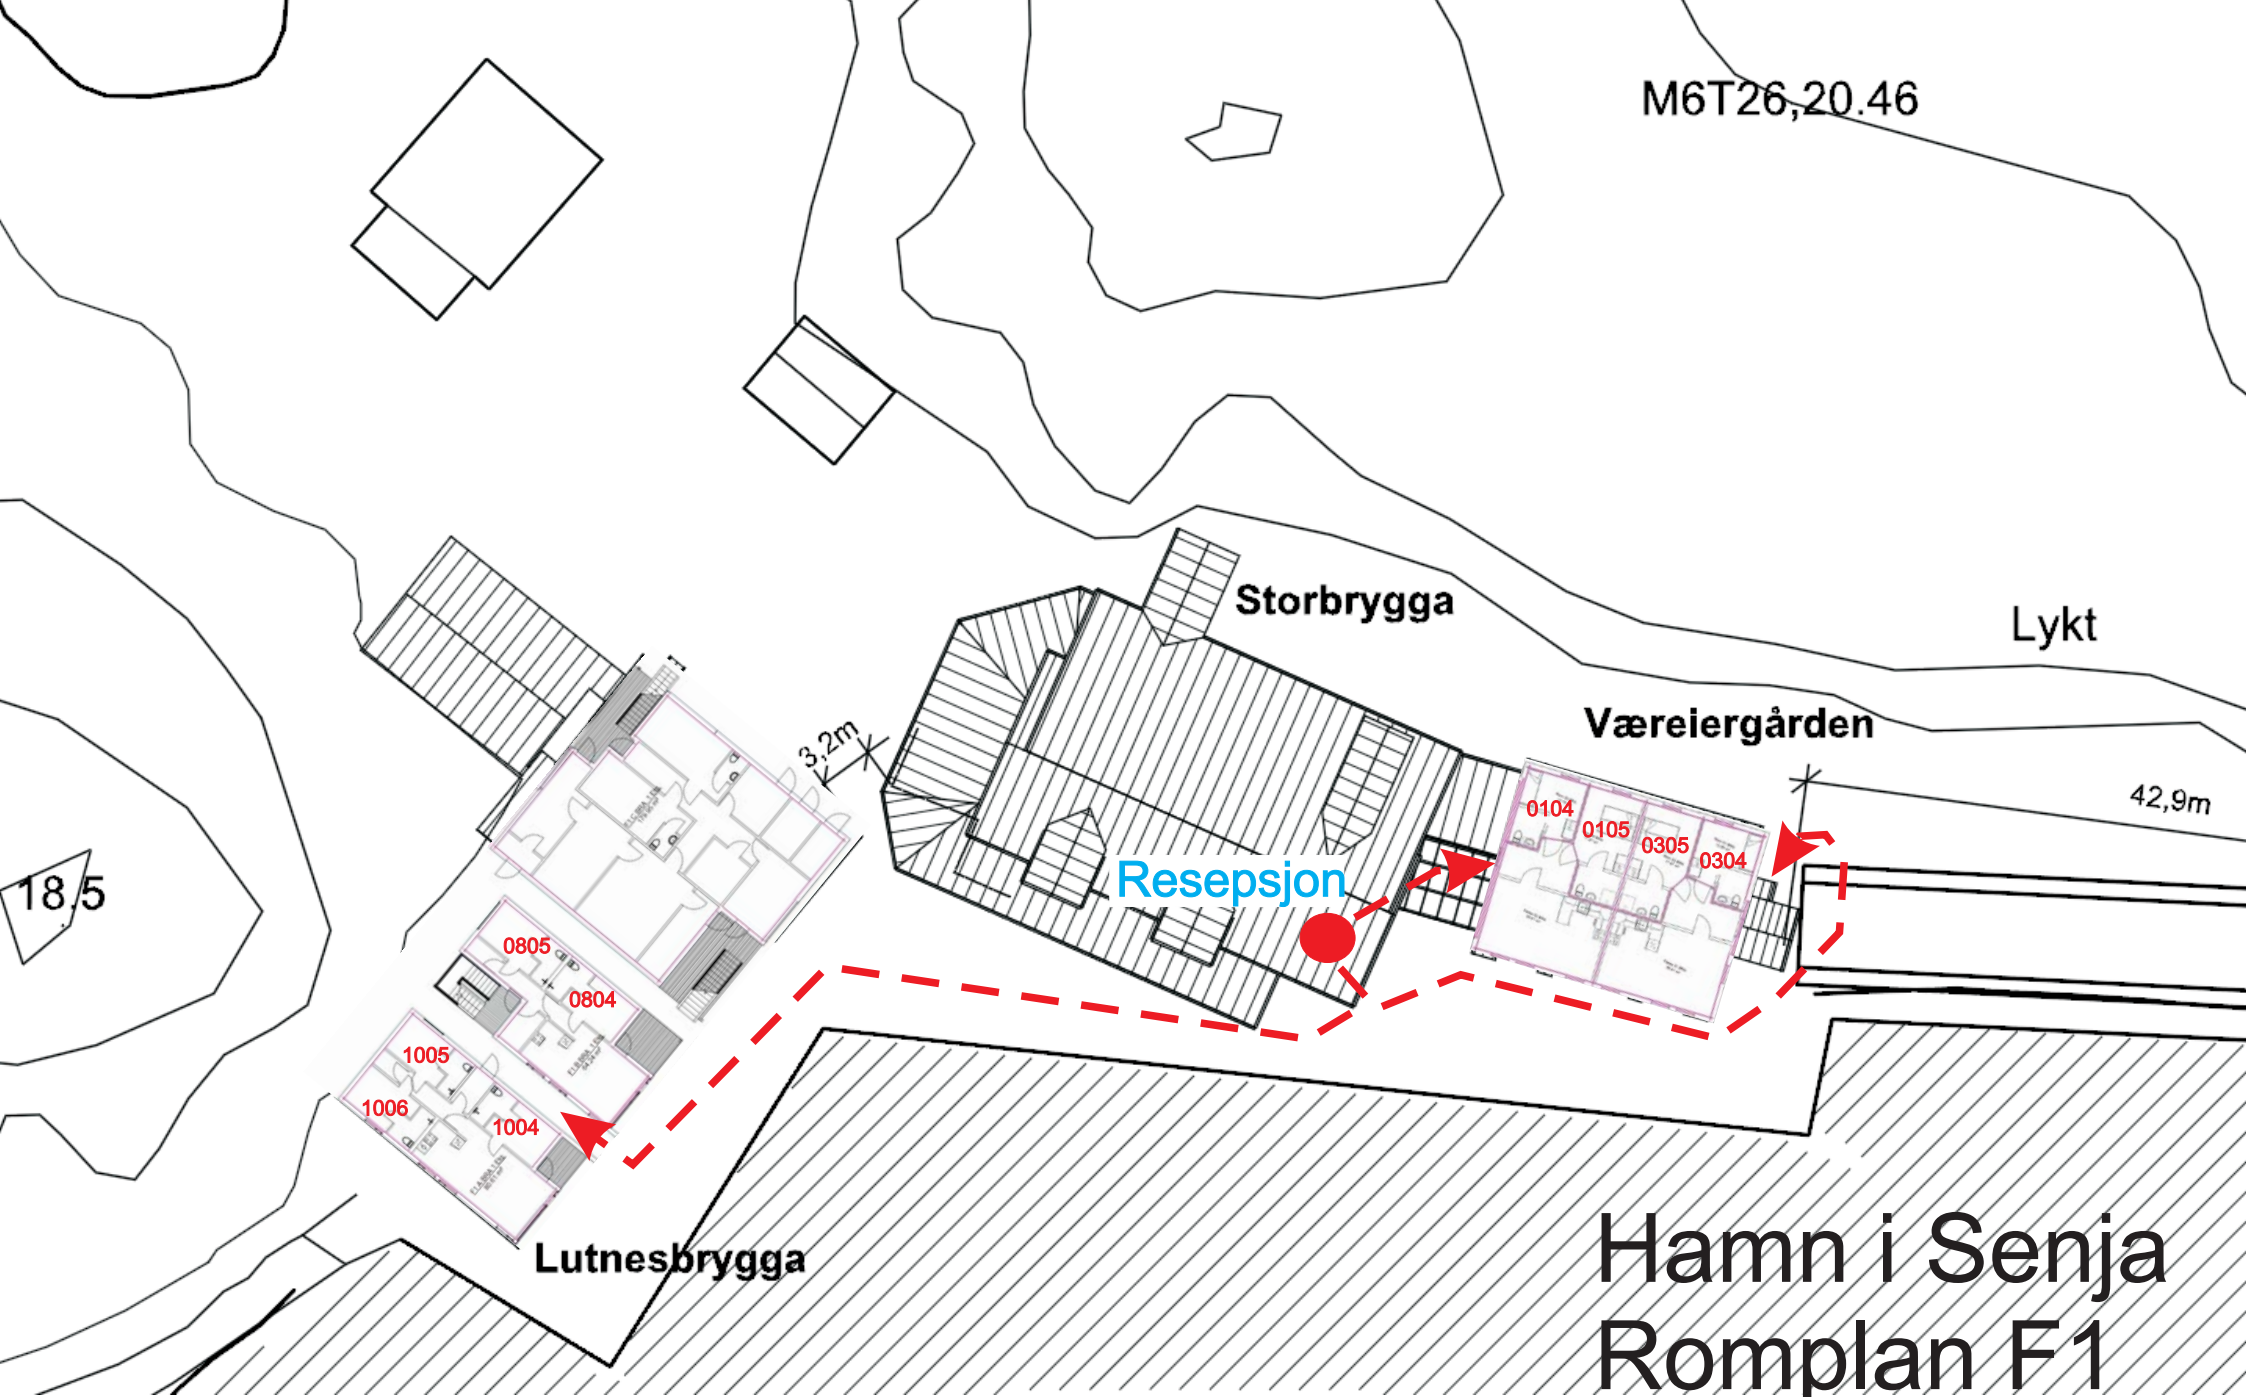 M6T26,20.46
Storbrygga
Lykt
Væreiergården
3,2m
42,9m
0104
0105
0305
0304
Resepsjon
18.5
0805
0804
1005
1006
1004
Lutnesbrygga
Hamn i Senja
Romplan F1